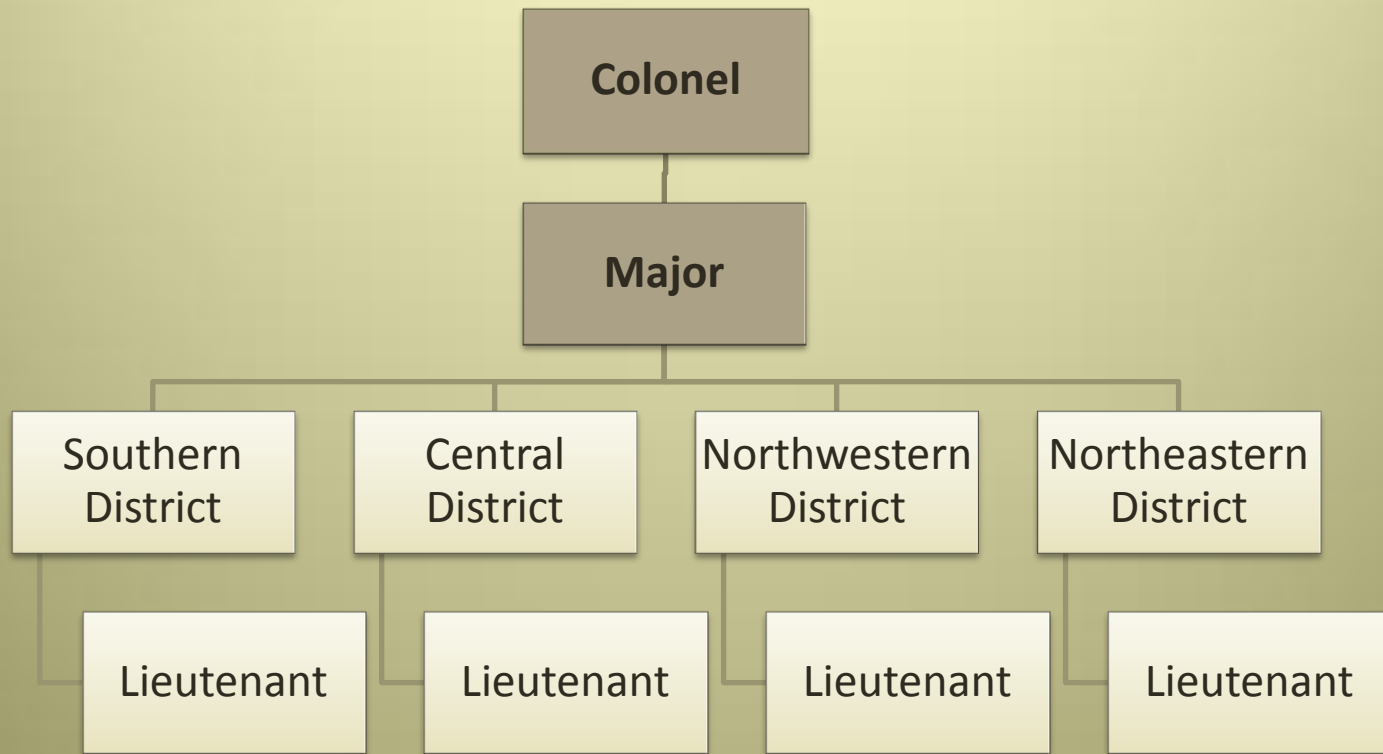 Colonel
Major
Southern
District
Central
District
Northwestern
District
Northeastern
District
Lieutenant
Lieutenant
Lieutenant
Lieutenant